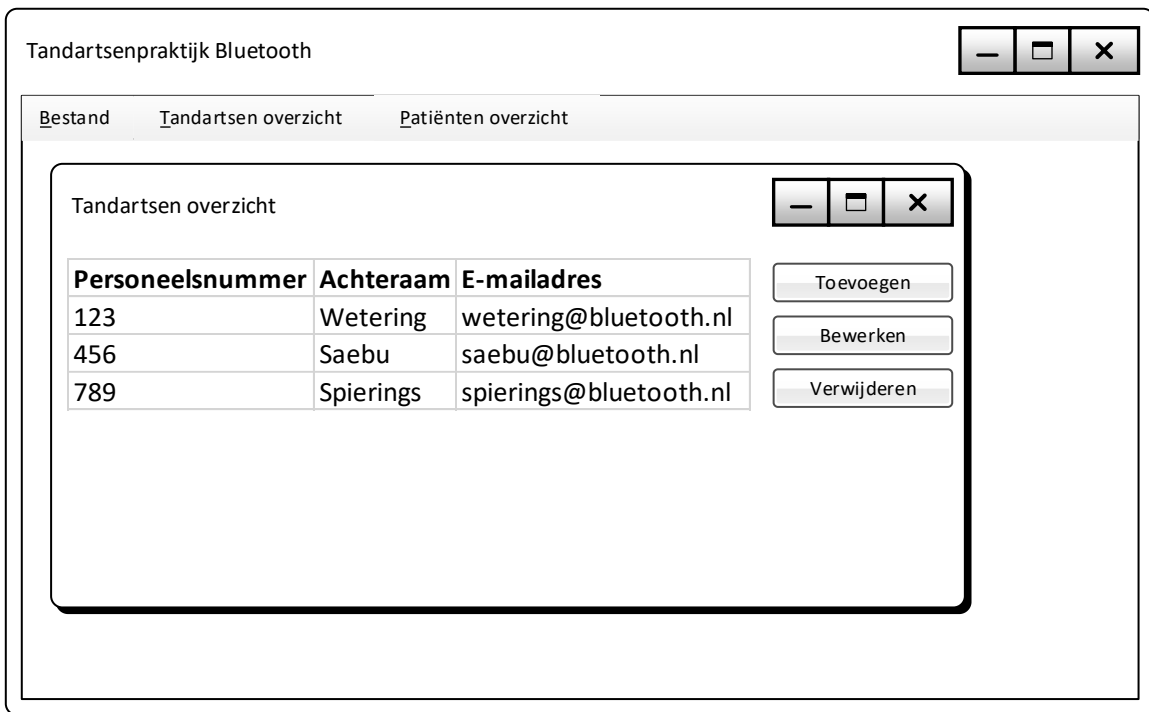 Tandartsenpraktijk Bluetooth
Bestand Tandartsen overzicht Patiënten overzicht
Tandartsen overzicht
Personeelsnummer Achteraam E-mailadres
123 Wetering wetering@bluetooth.nl
456 Saebu saebu@bluetooth.nl
789 Spierings spierings@bluetooth.nl
Toevoegen
Bewerken
Verwijderen